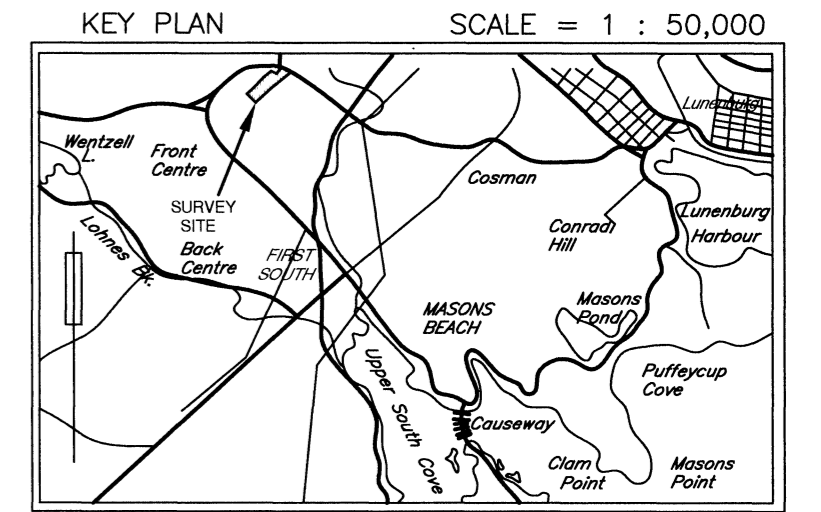 KEY PLAN SCALE = 1 : 50,000
Lunenburg
Wentzell
L.
Front
Centre
Cosman
SURVEY
SITE
Lunenburg
Harbour
Conrad
Hill
Lohnes Bk.
Back
Centre
FIRST
SOUTH
MASONS
BEACH
Masons
Pond
Upper South Cove
Puffeycup
Cove
Causeway
Clam
Point
Masons
Point